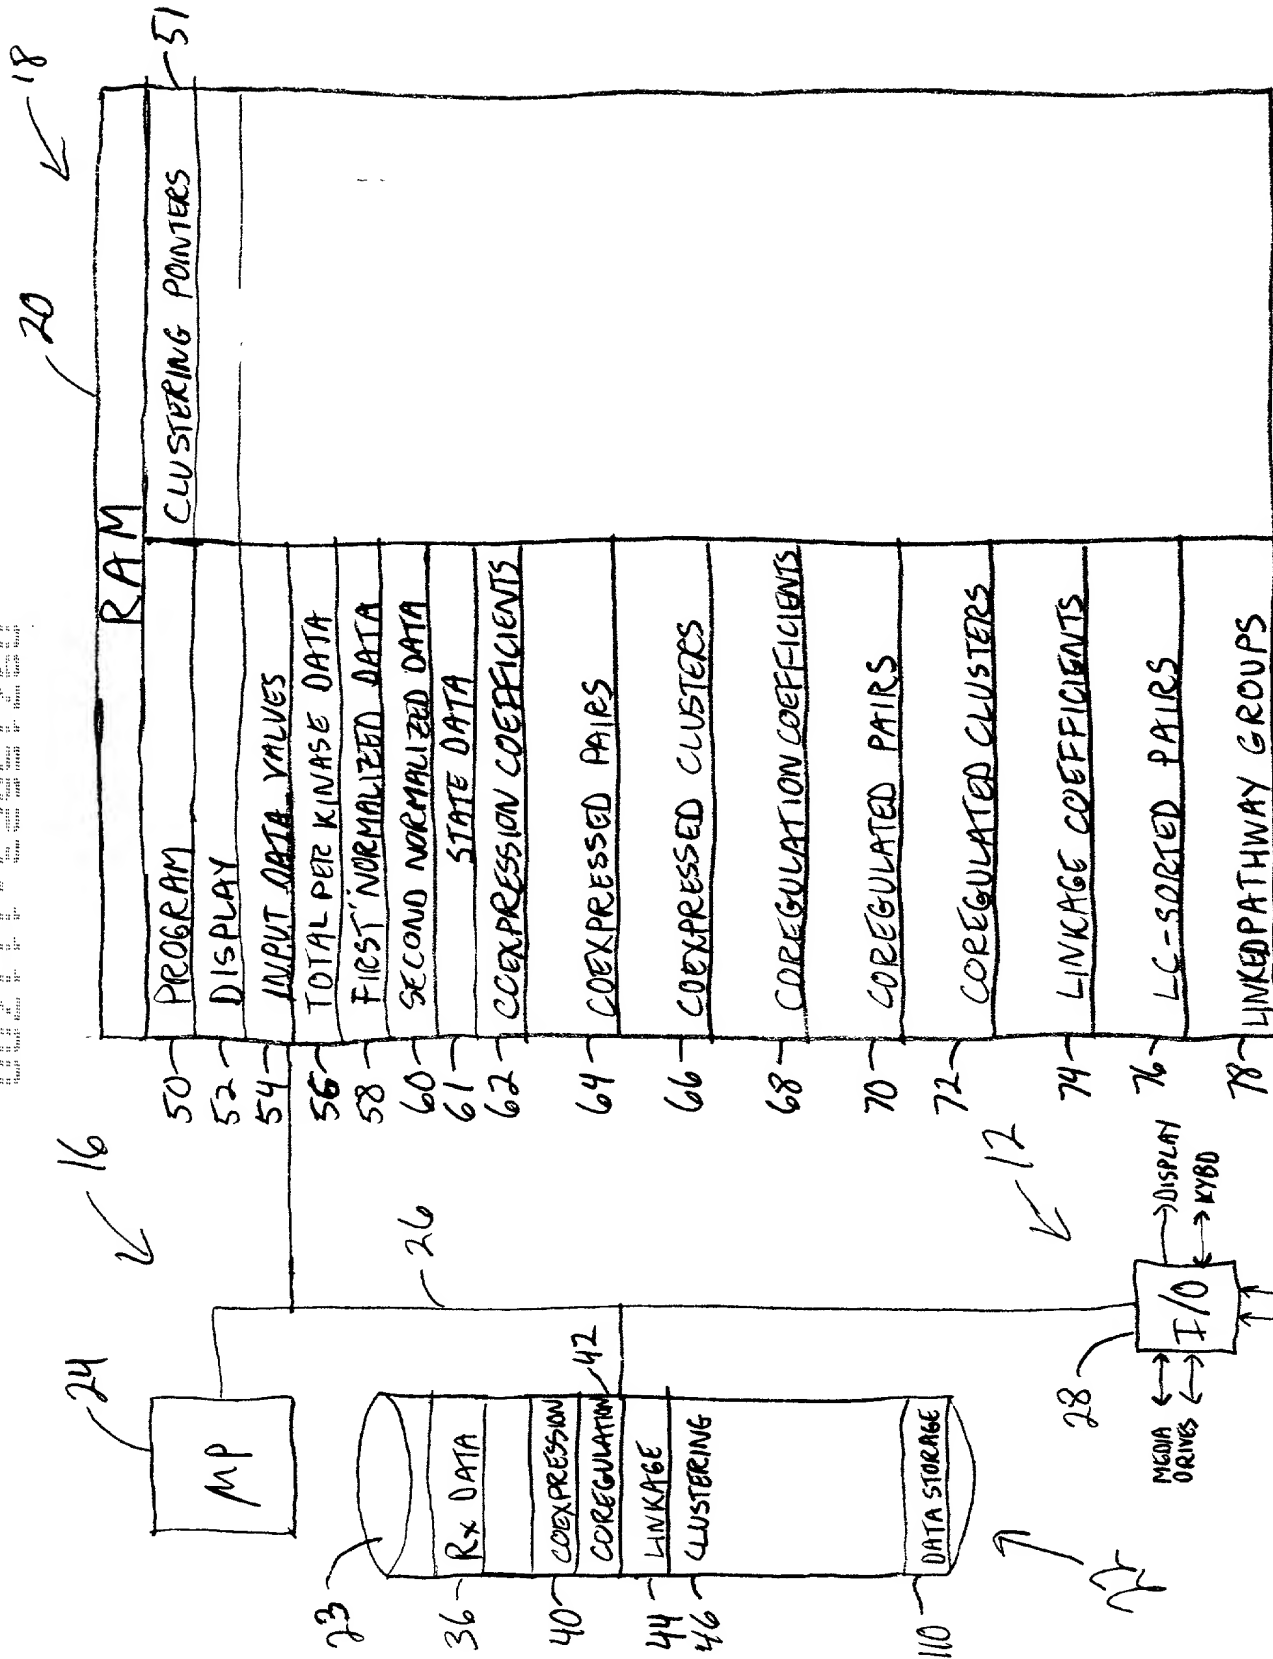 18
20
RAM
51
50 PROGRAM
CLUSTERING POINTERS
52 DISPLAY
54 INPUT DATA VALUES
56 TOTAL PER KINASE DATA
58 FIRST NORMALIZED DATA
60 SECOND NORMALIZED DATA
61 STATE DATA
62 COEXPRESSION COEFFICIENTS
64 COEXPRESSED PAIRS
66 COEXPRESSED CLUSTERS
68 COREGULATION COEFFICIENTS
70 COREGULATED PAIRS
72 COREGULATED CLUSTERS
74 LINKAGE COEFFICIENTS
76 LC-SORTED PAIRS
78 LINKED PATHWAY GROUPS
16
24
μP
26
23
36 Rx DATA
40 COEXPRESSION
COREGULATION 42
44 LINKAGE
46 CLUSTERING
110 DATA STORAGE
22
12
28
I/O
DISPLAY
KYBD
MEDIA
DRIVES